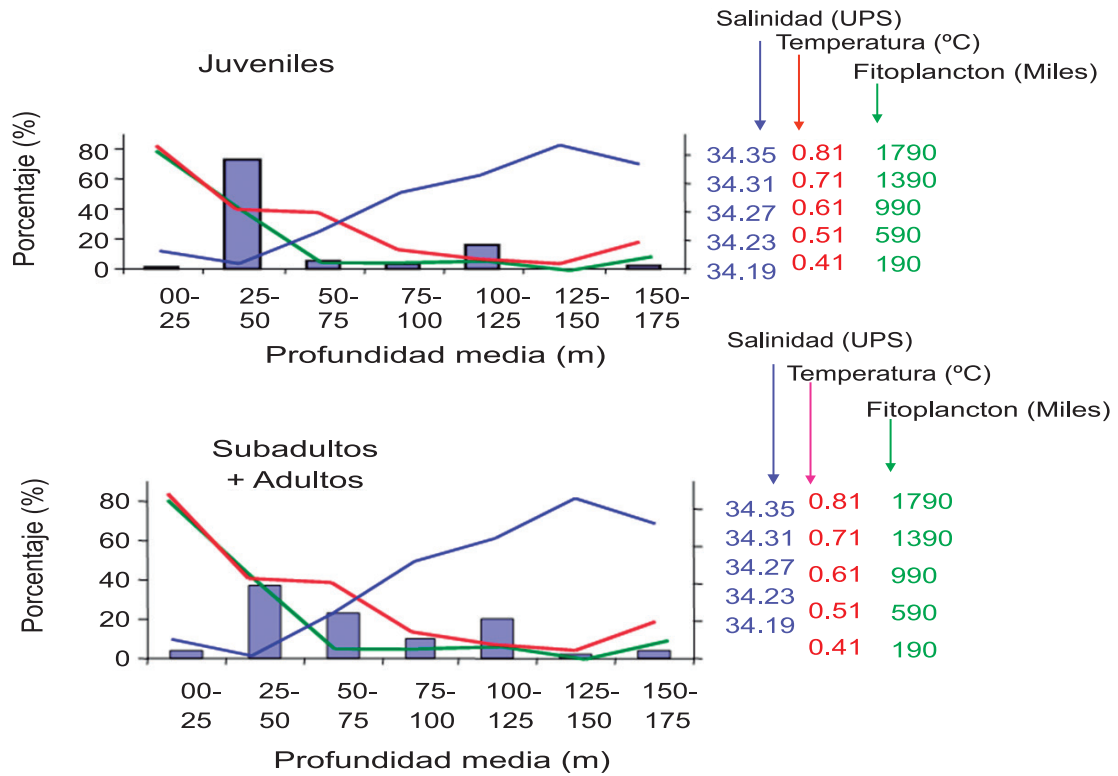 Salinidad (UPS)
Temperatura (ºC)
Fitoplancton (Miles)
Juveniles
Porcentaje (%)
80
60
40
20
0
34.35 0.81 1790
34.31 0.71 1390
34.27 0.61 990
34.23 0.51 590
34.19 0.41 190
00- 25- 50- 75- 100- 125- 150-
25 50 75 100 125 150 175
Profundidad media (m)
Salinidad (UPS)
Temperatura (ºC)
Fitoplancton (Miles)
Subadultos
+ Adultos
Porcentaje (%)
80
60
40
20
0
34.35 0.81 1790
34.31 0.71 1390
34.27 0.61 990
34.23 0.51 590
34.19 0.41 190
00- 25- 50- 75- 100- 125- 150-
25 50 75 100 125 150 175
Profundidad media (m)